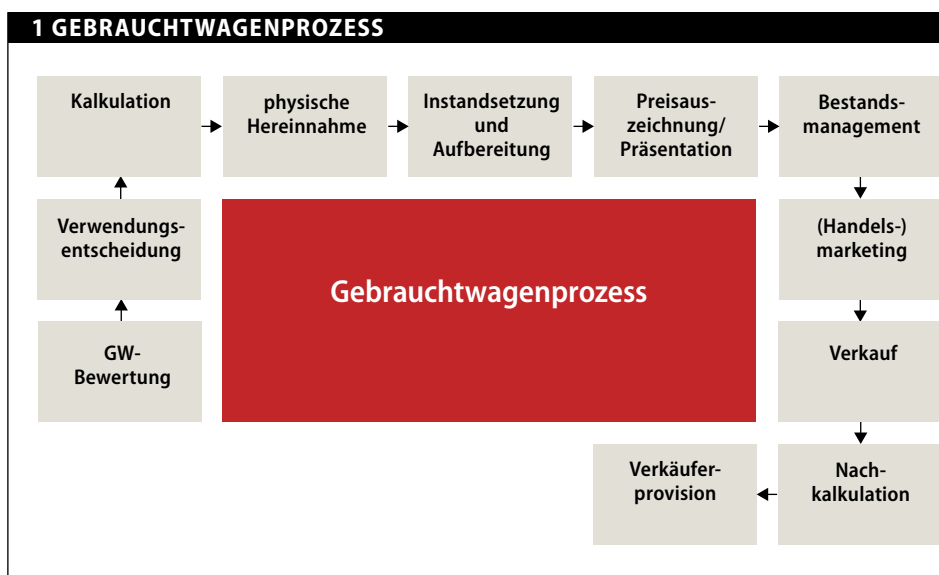 1 GEBRAUCHTWAGENPROZESS
Kalkulation
physische
Hereinnahme
Instandsetzung
und
Aufbereitung
Preisaus-
zeichnung/
Präsentation
Bestands-
management
Verwendungs-
entscheidung
Gebrauchtwagenprozess
(Handels-)
marketing
GW-
Bewertung
Verkauf
Verkäufer-
provision
Nach-
kalkulation